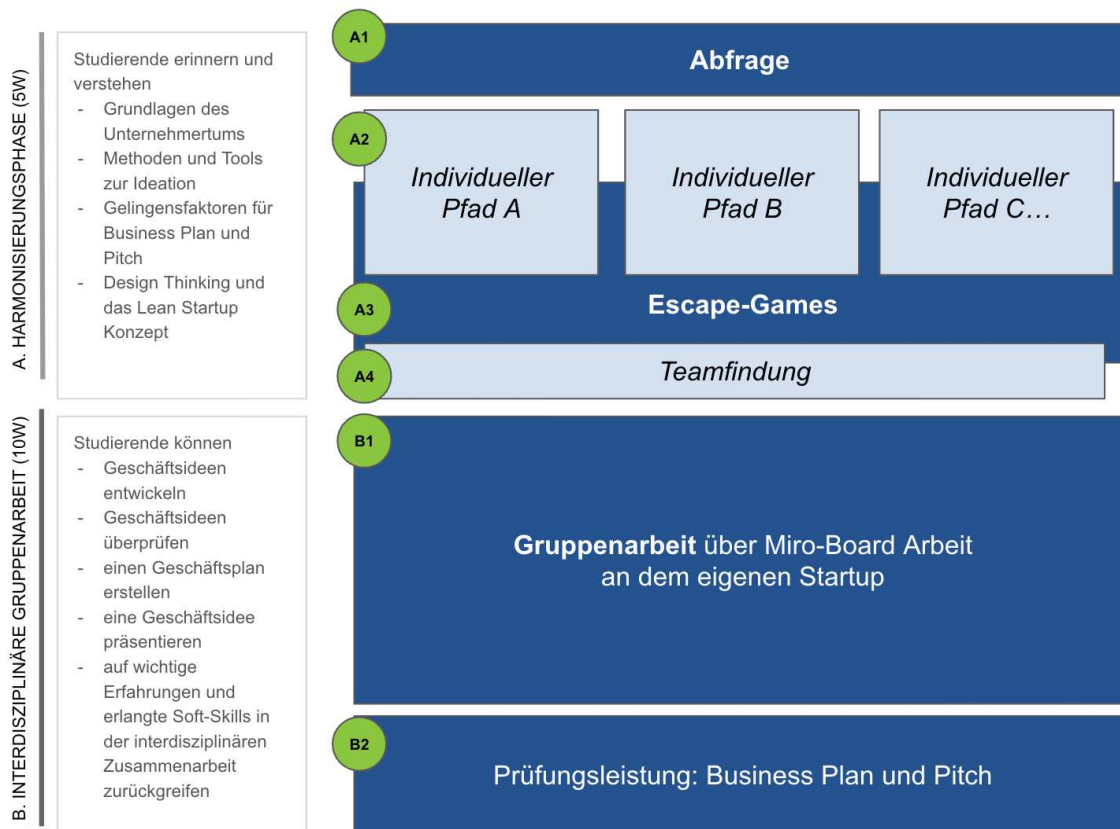 A. HARMONISIERUNGSPHASE (5W)
Studierende erinnern und
verstehen
- Grundlagen des
Unternehmertums
- Methoden und Tools
zur Ideation
- Gelingensfaktoren für
Business Plan und
Pitch
- Design Thinking und
das Lean Startup
Konzept
A1
Abfrage
A2
Individueller
Pfad A
Individueller
Pfad B
Individueller
Pfad C…
A3
Escape-Games
A4
Teamfindung
B. INTERDISZIPLINÄRE GRUPPENARBEIT (10W)
Studierende können
- Geschäftsideen
entwickeln
- Geschäftsideen
überprüfen
- einen Geschäftsplan
erstellen
- eine Geschäftsidee
präsentieren
- auf wichtige
Erfahrungen und
erlangte Soft-Skills in
der interdisziplinären
Zusammenarbeit
zurückgreifen
B1
Gruppenarbeit über Miro-Board Arbeit
an dem eigenen Startup
B2
Prüfungsleistung: Business Plan und Pitch